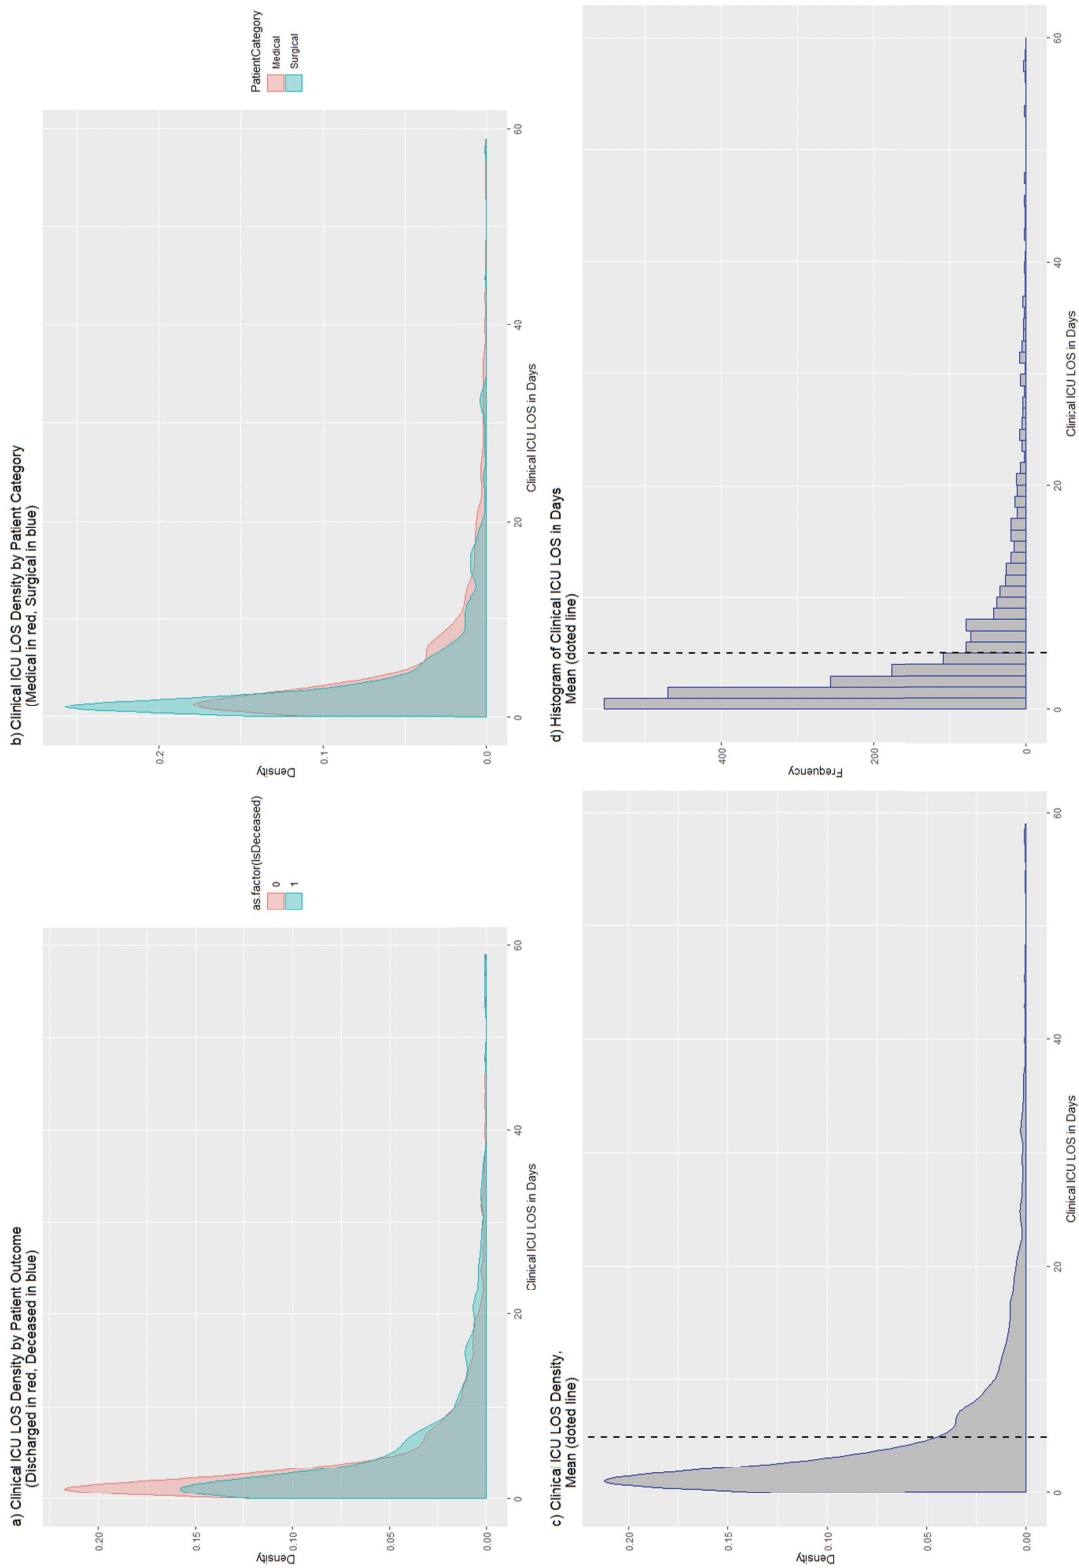 a) Clinical ICU LOS Density by Patient Outcome
(Discharged in red, Deceased in blue)
Density
0.20
0.15
0.10
0.05
0.00
0
20
40
60
Clinical ICU LOS in Days
as.factor(IsDeceased)
0
1
b) Clinical ICU LOS Density by Patient Category
(Medical in red, Surgical in blue)
Density
0.2
0.1
0.0
0
20
40
60
Clinical ICU LOS in Days
PatientCategory
Medical
Surgical
c) Clinical ICU LOS Density,
Mean (doted line)
Density
0.20
0.15
0.10
0.05
0.00
0
20
40
60
Clinical ICU LOS in Days
d) Histogram of Clinical ICU LOS in Days
Mean (doted line)
Frequency
400
200
0
0
20
40
60
Clinical ICU LOS in Days